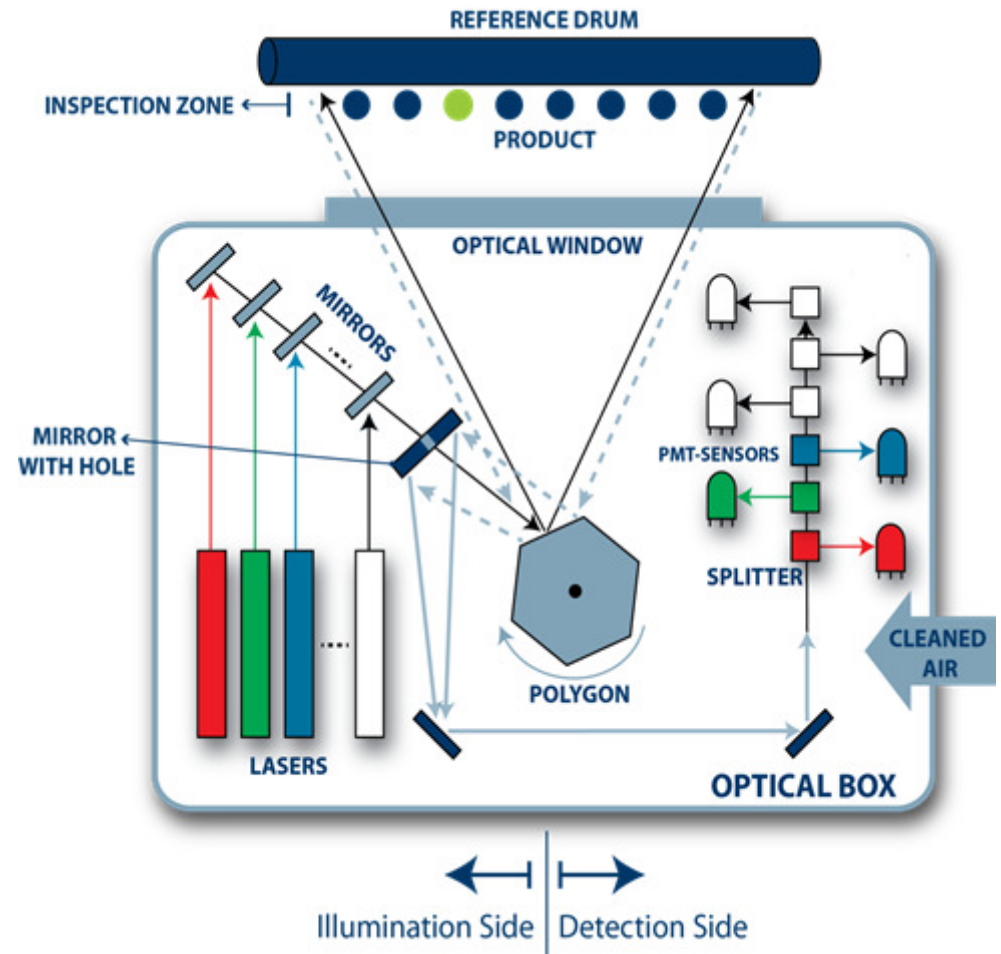 REFERENCE DRUM
INSPECTION ZONE
PRODUCT
OPTICAL WINDOW
MIRRORS
MIRROR
WITH HOLE
PMT-SENSORS
SPLITTER
CLEANED
AIR
POLYGON
LASERS
OPTICAL BOX
Illumination Side
Detection Side